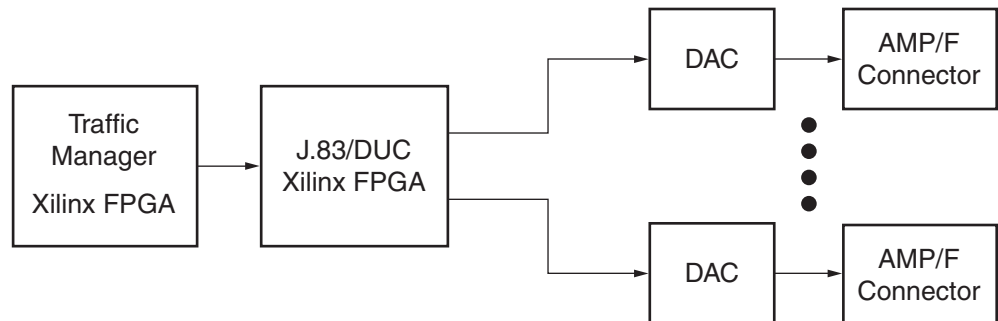 Traffic
Manager
Xilinx FPGA
J.83/DUC
Xilinx FPGA
DAC
AMP/F
Connector
DAC
AMP/F
Connector